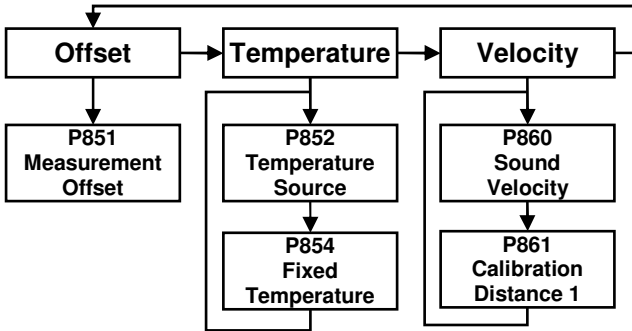 Offset
Temperature
Velocity
P851
Measurement
Offset
P852
Temperature
Source
P860
Sound
Velocity
P854
Fixed
Temperature
P861
Calibration
Distance 1